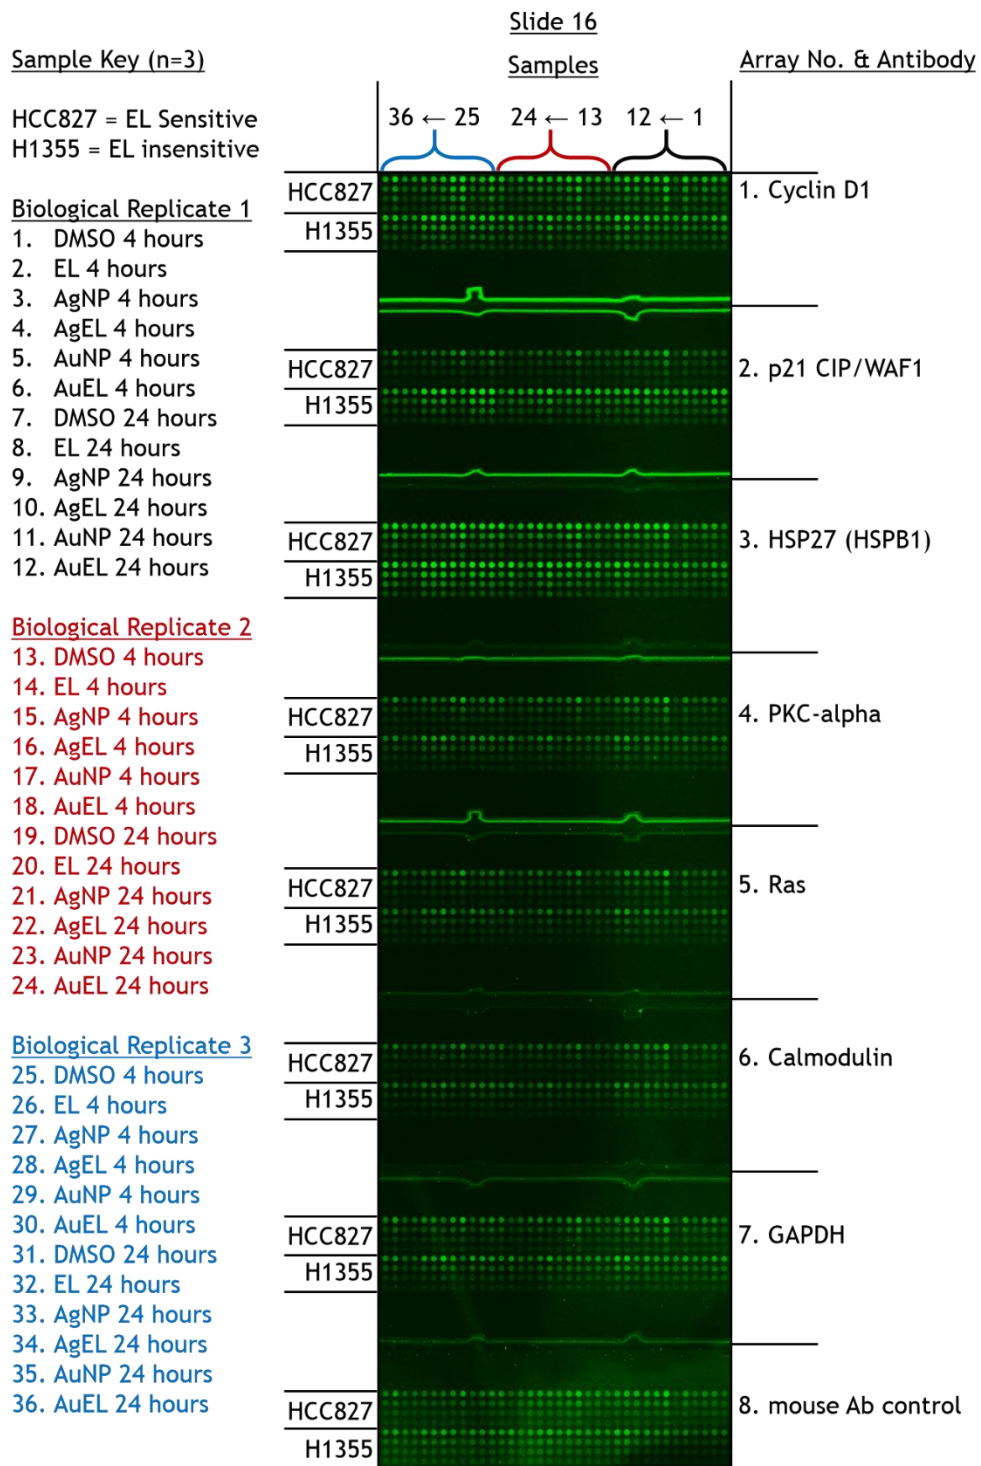 Slide 16
Samples
Sample Key (n=3)
HCC827 = EL Sensitive
H1355 = EL insensitive
Biological Replicate 1
1. DMSO 4 hours
2. EL 4 hours
3. AgNP 4 hours
4. AgEL 4 hours
5. AuNP 4 hours
6. AuEL 4 hours
7. DMSO 24 hours
8. EL 24 hours
9. AgNP 24 hours
10. AgEL 24 hours
11. AuNP 24 hours
12. AuEL 24 hours
Biological Replicate 2
13. DMSO 4 hours
14. EL 4 hours
15. AgNP 4 hours
16. AgEL 4 hours
17. AuNP 4 hours
18. AuEL 4 hours
19. DMSO 24 hours
20. EL 24 hours
21. AgNP 24 hours
22. AgEL 24 hours
23. AuNP 24 hours
24. AuEL 24 hours
Biological Replicate 3
25. DMSO 4 hours
26. EL 4 hours
27. AgNP 4 hours
28. AgEL 4 hours
29. AuNP 4 hours
30. AuEL 4 hours
31. DMSO 24 hours
32. EL 24 hours
33. AgNP 24 hours
34. AgEL 24 hours
35. AuNP 24 hours
36. AuEL 24 hours
36 ← 25 24 ← 13 12 ← 1
HCC827
H1355
HCC827
H1355
HCC827
H1355
HCC827
H1355
HCC827
H1355
HCC827
H1355
HCC827
H1355
HCC827
H1355
Array No. & Antibody
1. Cyclin D1
2. p21 CIP/WAF1
3. HSP27 (HSPB1)
4. PKC-alpha
5. Ras
6. Calmodulin
7. GAPDH
8. mouse Ab control